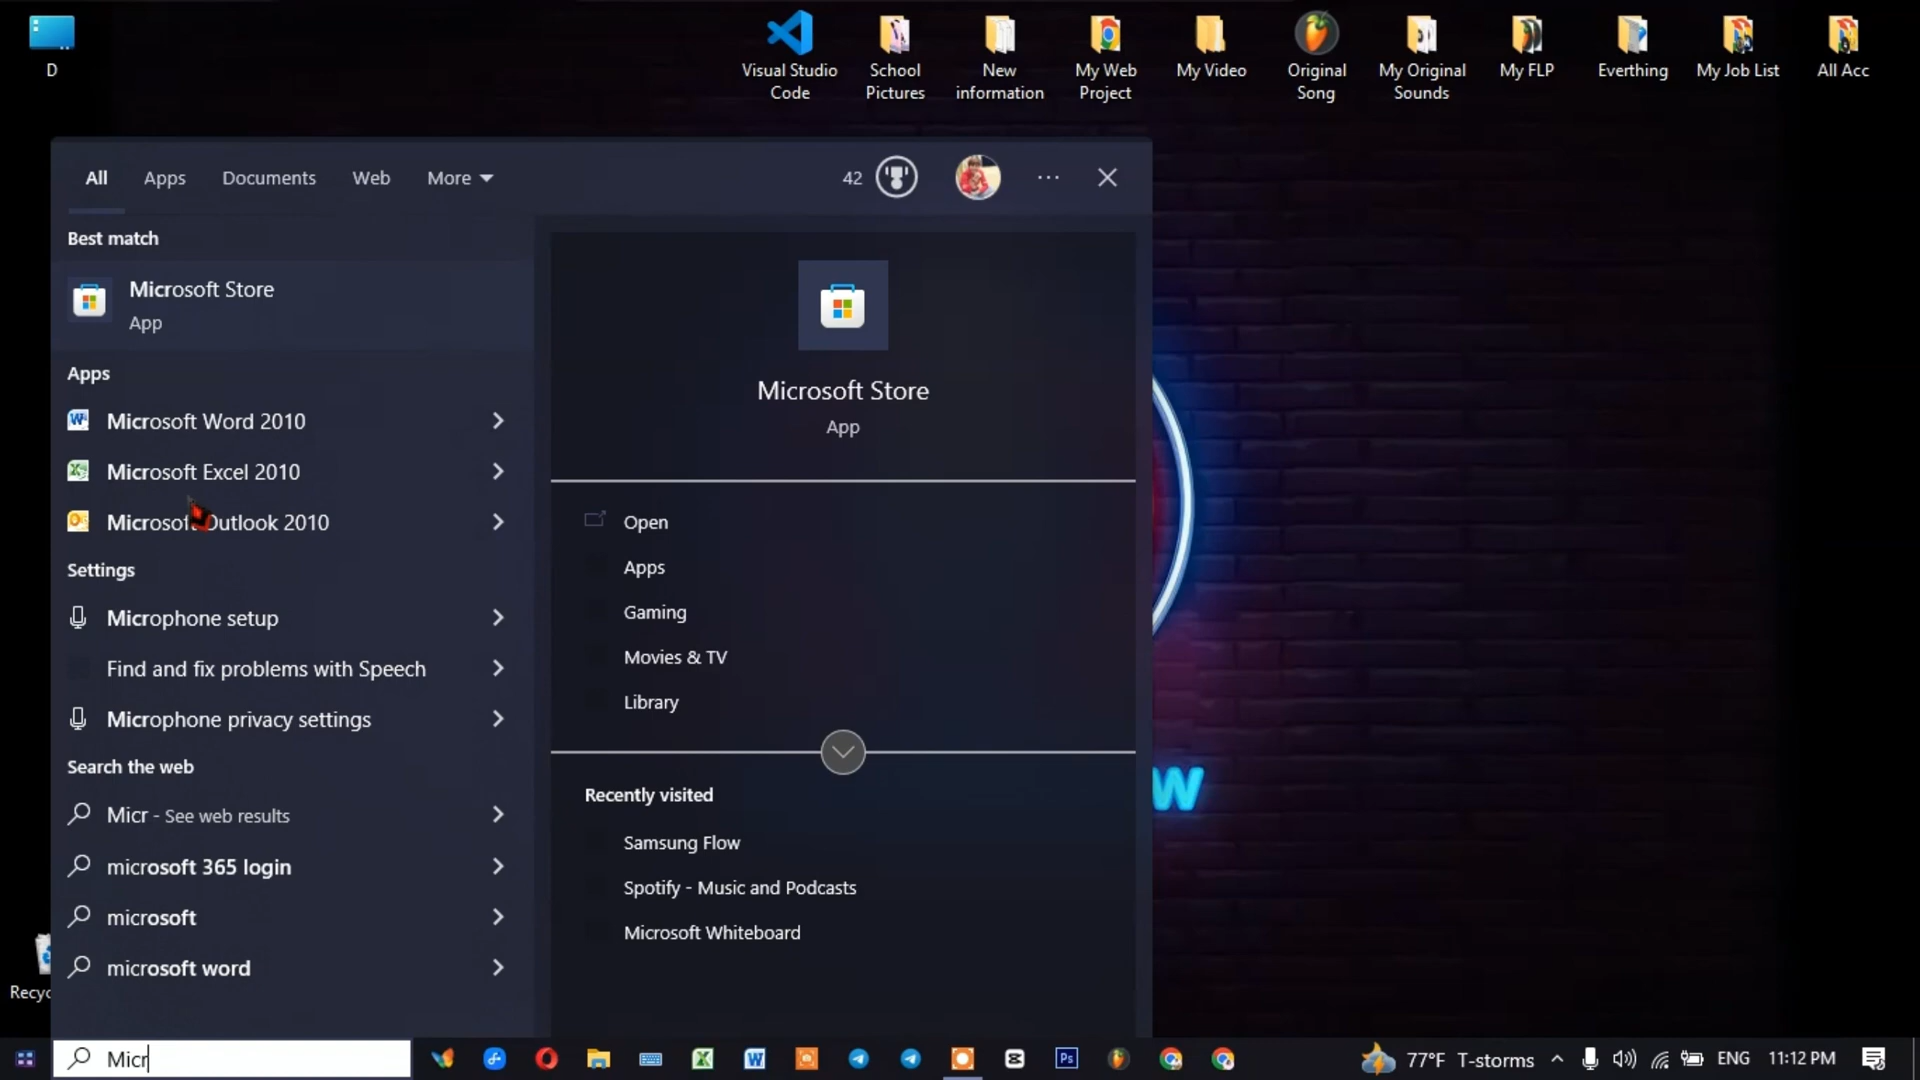 D
Visual Studio
Code
School
Pictures
New
information
My Web
Project
My Video
Original
Song
My Original
Sounds
My FLP
Everthing
My Job List
All Acc
All
Apps
Documents
Web
More
42
Best match
Microsoft Store
App
Apps
Microsoft Word 2010
Microsoft Excel 2010
Microsoft Outlook 2010
Settings
Microphone setup
Find and fix problems with Speech
Microphone privacy settings
Search the web
Micr - See web results
microsoft 365 login
microsoft
microsoft word
Microsoft Store
App
Open
Apps
Gaming
Movies & TV
Library
Recently visited
Samsung Flow
Spotify - Music and Podcasts
Microsoft Whiteboard
W
Recyc
Micr
Ps
77°F T-storms
ENG
11:12 PM